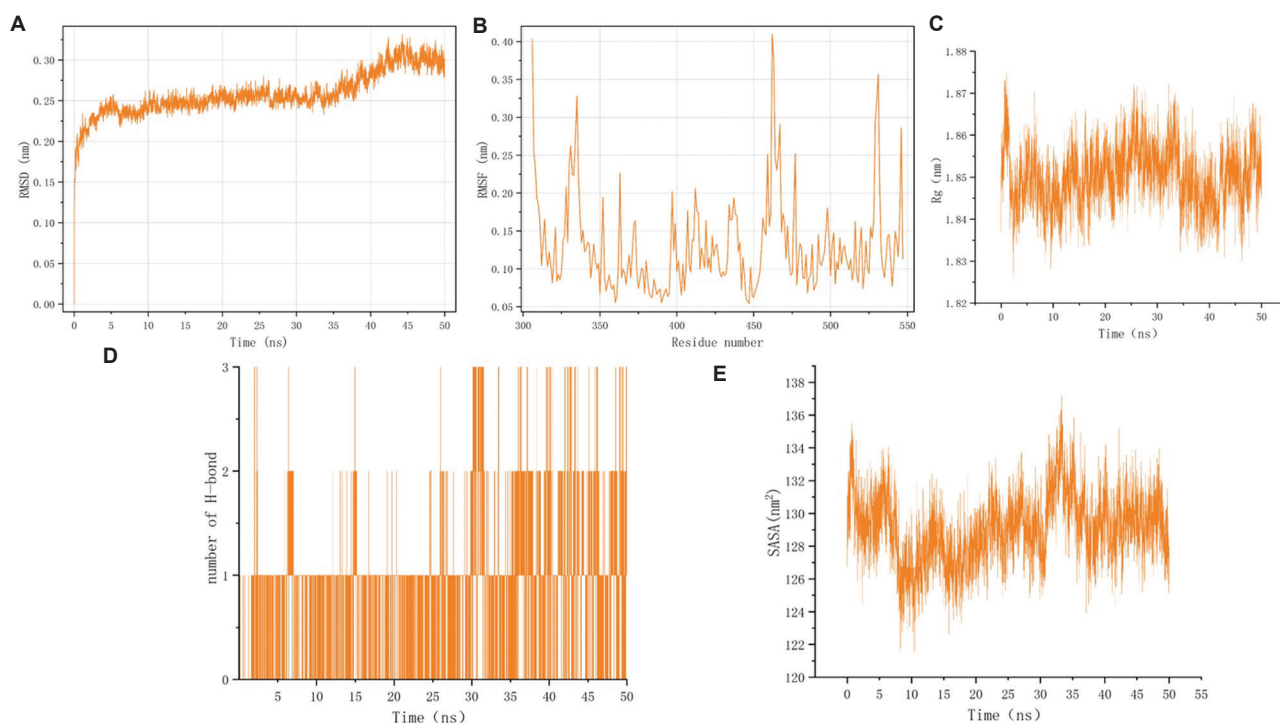 A
RMSD (nm)
0.30
0.25
0.20
0.15
0.10
0.05
0.00
0 5 10 15 20 25 30 35 40 45 50
Time (ns)
B
RMSF (nm)
0.40
0.35
0.30
0.25
0.20
0.15
0.10
0.05
300 350 400 450 500 550
Residue number
C
Rg (nm)
1.88
1.87
1.86
1.85
1.84
1.83
1.82
0 10 20 30 40 50
Time (ns)
D
number of H-bond
3
2
1
0
5 10 15 20 25 30 35 40 45 50
Time (ns)
E
SASA(nm²)
138
136
134
132
130
128
126
124
122
120
0 5 10 15 20 25 30 35 40 45 50 55
Time (ns)